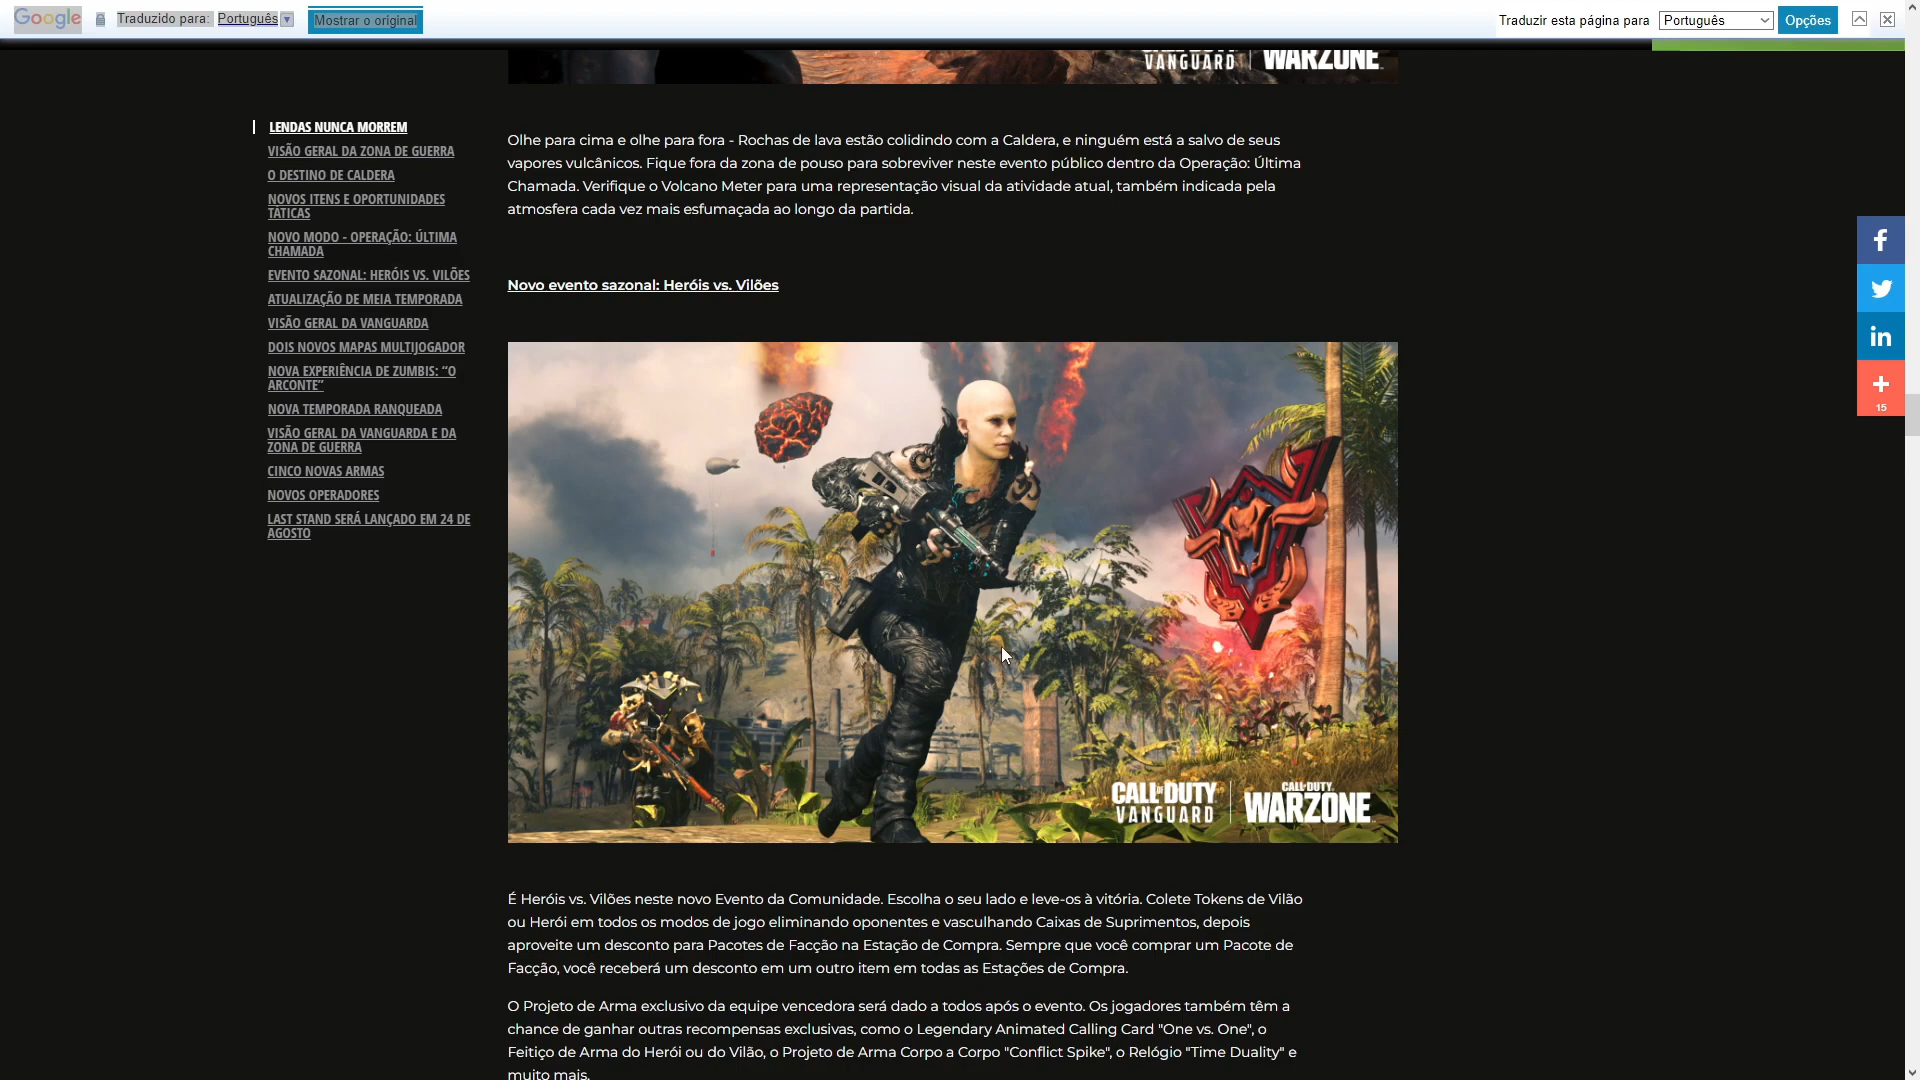 Google Traduzido para: Português Mostrar o original
Traduzir esta página para Português Opções
VANGUARD WARZONE
LENDAS NUNCA MORREM
VISÃO GERAL DA ZONA DE GUERRA
O DESTINO DE CALDERA
NOVOS ITENS E OPORTUNIDADES
TÁTICAS
NOVO MODO - OPERAÇÃO: ÚLTIMA
CHAMADA
EVENTO SAZONAL: HERÓIS VS. VILÕES
ATUALIZAÇÃO DE MEIA TEMPORADA
VISÃO GERAL DA VANGUARDA
DOIS NOVOS MAPAS MULTIJOGADOR
NOVA EXPERIÊNCIA DE ZUMBIS: “O
ARCONTE”
NOVA TEMPORADA RANQUEADA
VISÃO GERAL DA VANGUARDA E DA
ZONA DE GUERRA
CINCO NOVAS ARMAS
NOVOS OPERADORES
LAST STAND SERÁ LANÇADO EM 24 DE
AGOSTO
Olhe para cima e olhe para fora - Rochas de lava estão colidindo com a Caldera, e ninguém está a salvo de seus
vapores vulcânicos. Fique fora da zona de pouso para sobreviver neste evento público dentro da Operação: Última
Chamada. Verifique o Volcano Meter para uma representação visual da atividade atual, também indicada pela
atmosfera cada vez mais esfumaçada ao longo da partida.
Novo evento sazonal: Heróis vs. Vilões
CALL OF DUTY
VANGUARD
CALL OF DUTY
WARZONE
É Heróis vs. Vilões neste novo Evento da Comunidade. Escolha o seu lado e leve-os à vitória. Colete Tokens de Vilão
ou Herói em todos os modos de jogo eliminando oponentes e vasculhando Caixas de Suprimentos, depois
aproveite um desconto para Pacotes de Facção na Estação de Compra. Sempre que você comprar um Pacote de
Facção, você receberá um desconto em um outro item em todas as Estações de Compra.
O Projeto de Arma exclusivo da equipe vencedora será dado a todos após o evento. Os jogadores também têm a
chance de ganhar outras recompensas exclusivas, como o Legendary Animated Calling Card "One vs. One", o
Feitiço de Arma do Herói ou do Vilão, o Projeto de Arma Corpo a Corpo "Conflict Spike", o Relógio "Time Duality" e
muito mais.
15